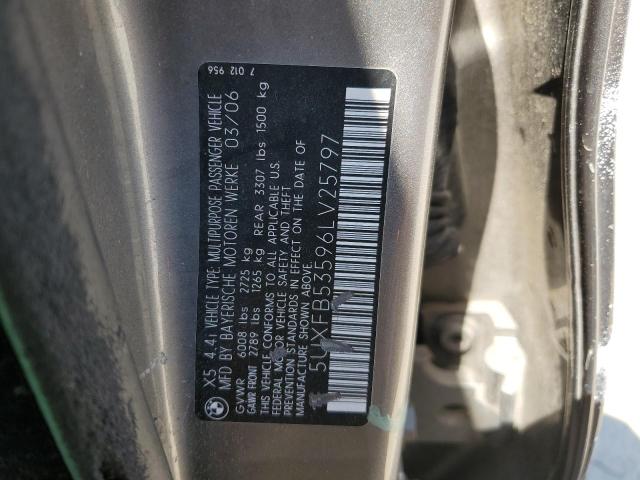 7 012 956
X5 4.4I VEHICLE TYPE: MULTIPURPOSE PASSENGER VEHICLE
MFD BY BAYERISCHE MOTOREN WERKE 03/06
GVWR 6008 lbs 2725 kg
GAWR FRONT 2789 lbs 1265 kg REAR 3307 lbs 1500 kg
THIS VEHICLE CONFORMS TO ALL APPLICABLE U.S.
FEDERAL MOTOR VEHICLE SAFETY AND THEFT
PREVENTION STANDARDS IN EFFECT ON THE DATE OF
MANUFACTURE SHOWN ABOVE.
5UXFB53596LV25797